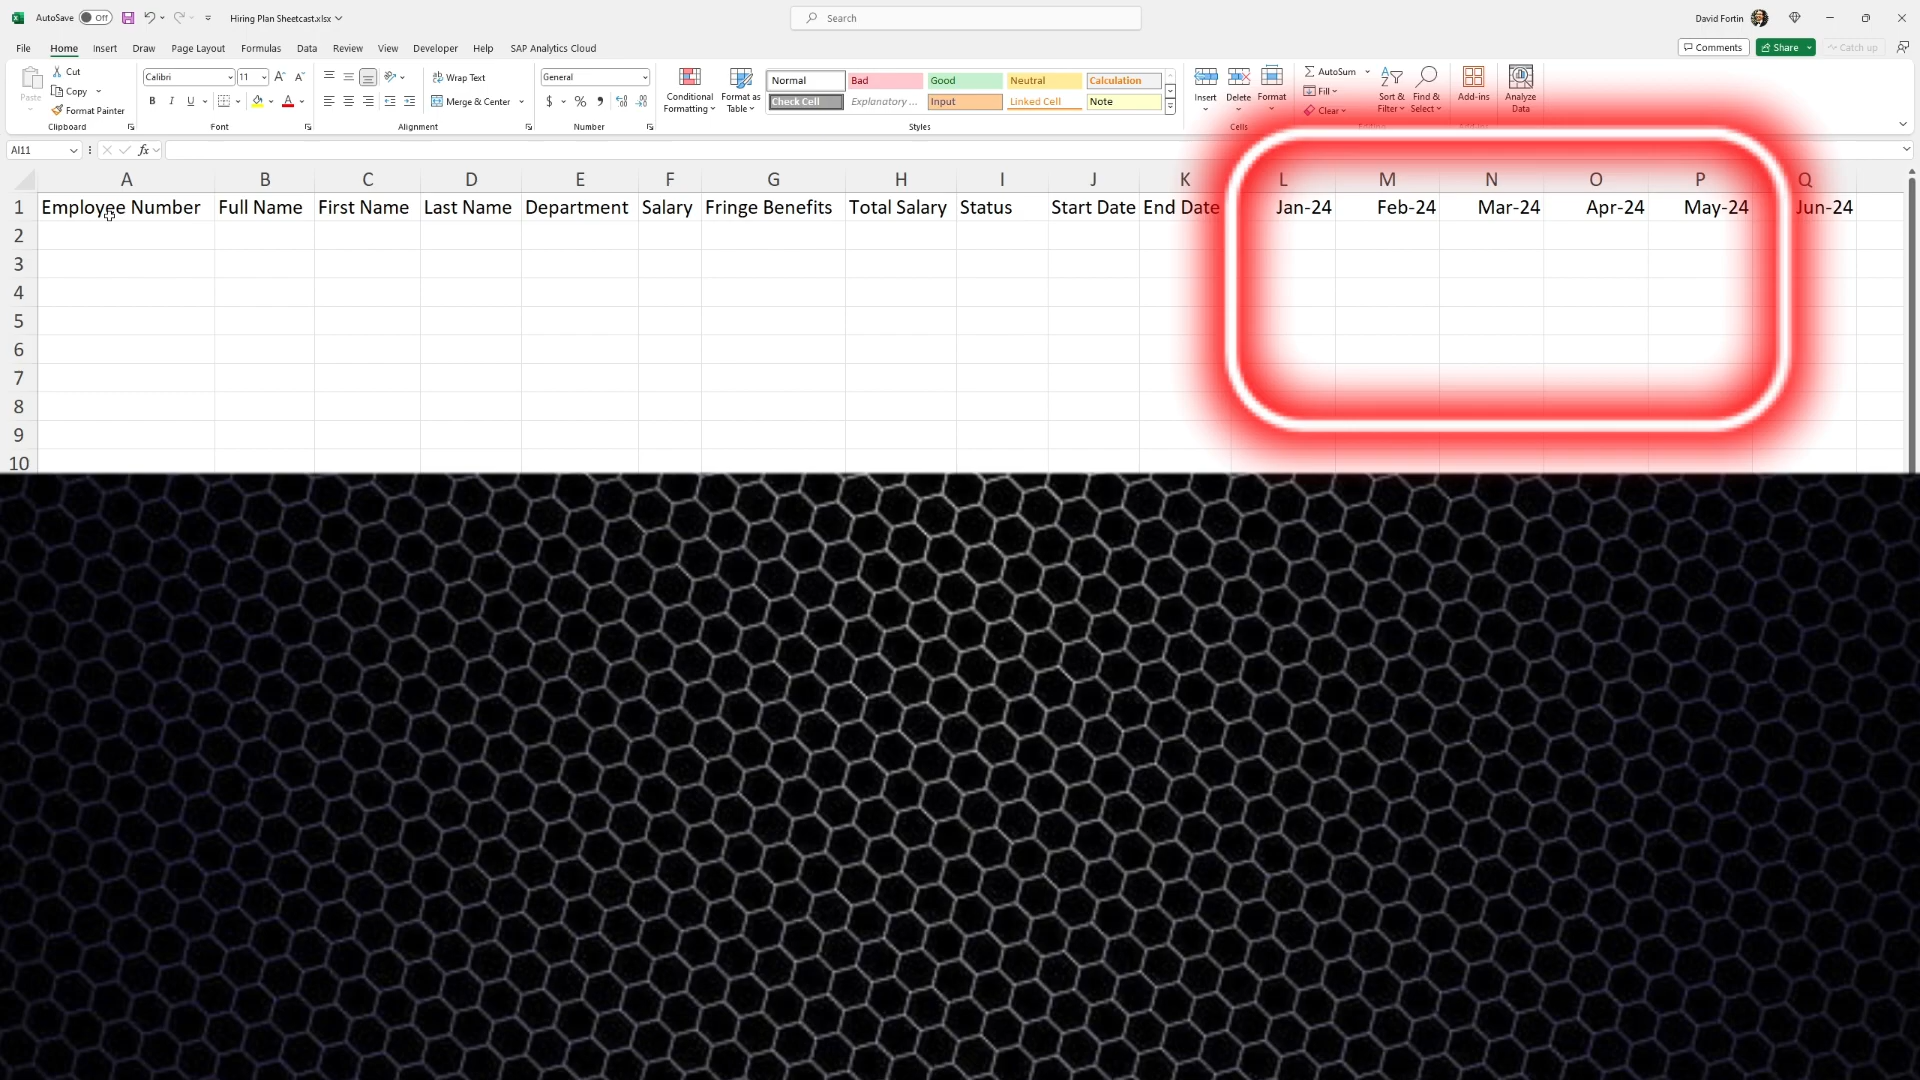 AutoSave Off Hiring Plan Sheetcast.xlsx Search David Fortin
File Home Insert Draw Page Layout Formulas Data Review View Developer Help SAP Analytics Cloud Comments Share Catch up
Paste Cut Copy Format Painter Clipboard
Calibri 11 B I U A Font
Wrap Text Merge & Center Alignment
General $ % Number
Conditional Formatting Format as Table
Normal Bad Good Neutral Calculation
Check Cell Explanatory ... Input Linked Cell Note
Styles
Insert Delete Format Cells
AutoSum Fill Clear Sort & Filter Find & Select
Add-ins Analyze Data
AI11 fx
A B C D E F G H I J K L M N O P Q
1 Employee Number Full Name First Name Last Name Department Salary Fringe Benefits Total Salary Status Start Date End Date Jan-24 Feb-24 Mar-24 Apr-24 May-24 Jun-24
2
3
4
5
6
7
8
9
10